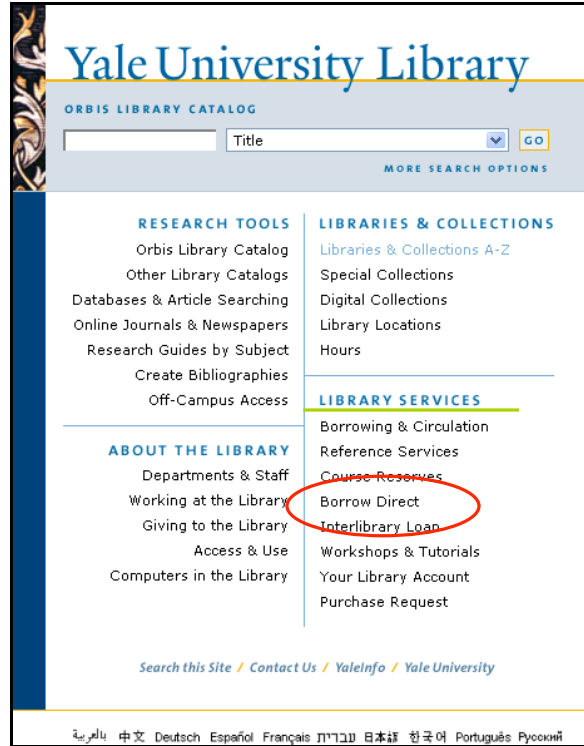 Yale University Library
ORBIS LIBRARY CATALOG
Title GO
MORE SEARCH OPTIONS
RESEARCH TOOLS
Orbis Library Catalog
Other Library Catalogs
Databases & Article Searching
Online Journals & Newspapers
Research Guides by Subject
Create Bibliographies
Off-Campus Access
ABOUT THE LIBRARY
Departments & Staff
Working at the Library
Giving to the Library
Access & Use
Computers in the Library
LIBRARIES & COLLECTIONS
Libraries & Collections A-Z
Special Collections
Digital Collections
Library Locations
Hours
LIBRARY SERVICES
Borrowing & Circulation
Reference Services
Course Reserves
Borrow Direct
Interlibrary Loan
Workshops & Tutorials
Your Library Account
Purchase Request
Search this Site / Contact Us / YaleInfo / Yale University
بالعربية 中文 Deutsch Español Français עברית 日本語 한국어 Português Русский